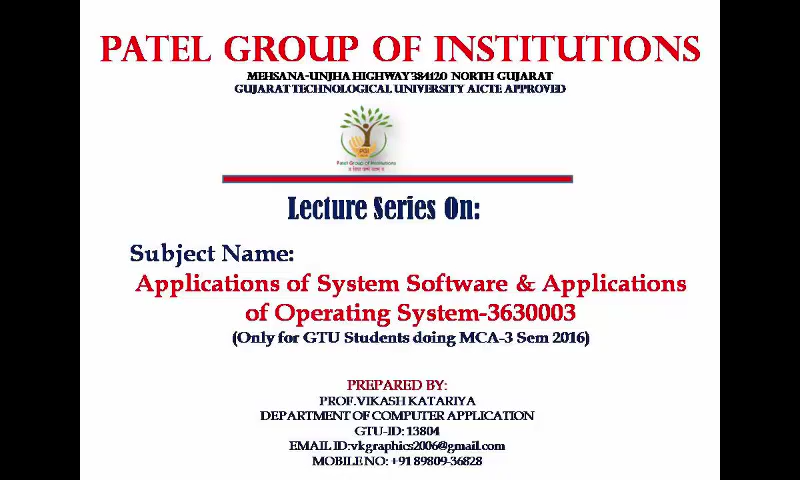 PATEL GROUP OF INSTITUTIONS
MEHSANA-UNJHA HIGHWAY 384120 NORTH GUJARAT
GUJARAT TECHNOLOGICAL UNIVERSITY AICTE APPROVED
PGI
Patel Group of Institutions
Lecture Series On:
Subject Name:
Applications of System Software & Applications
of Operating System-3630003
(Only for GTU Students doing MCA-3 Sem 2016)
PREPARED BY:
PROF.VIKASH KATARIYA
DEPARTMENT OF COMPUTER APPLICATION
GTU-ID: 13804
EMAIL ID:vkgraphics2006@gmail.com
MOBILE NO: +91 89809-36828